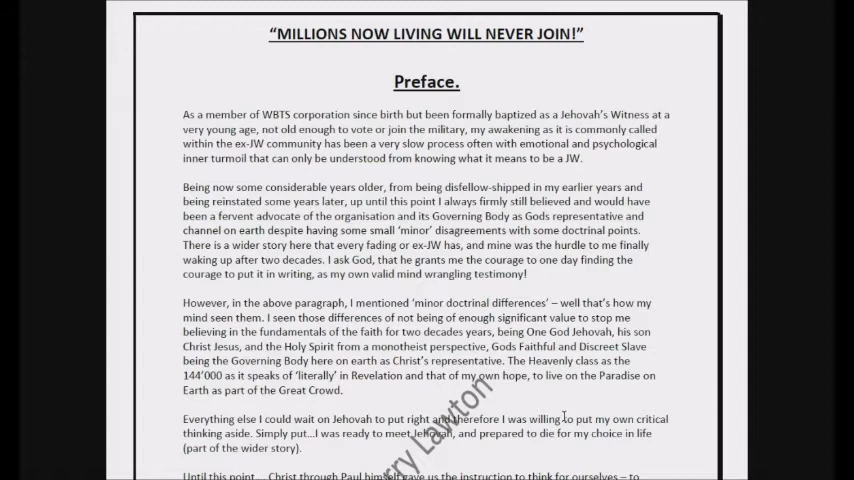 “MILLIONS NOW LIVING WILL NEVER JOIN!”
Preface.
As a member of WBTS corporation since birth but been formally baptized as a Jehovah’s Witness at a
very young age, not old enough to vote or join the military, my awakening as it is commonly called
within the ex-JW community has been a very slow process often with emotional and psychological
inner turmoil that can only be understood from knowing what it means to be a JW.
Being now some considerable years older, from being disfellow-shipped in my earlier years and
being reinstated some years later, up until this point I always firmly still believed and would have
been a fervent advocate of the organisation and its Governing Body as Gods representative and
channel on earth despite having some small ‘minor’ disagreements with some doctrinal points.
There is a wider story here that every fading or ex-JW has, and mine was the hurdle to me finally
waking up after two decades. I ask God, that he grants me the courage to one day finding the
courage to put it in writing, as my own valid mind wrangling testimony!
However, in the above paragraph, I mentioned ‘minor doctrinal differences’ – well that’s how my
mind seen them. I seen those differences of not being of enough significant value to stop me
believing in the fundamentals of the faith for two decades years, being One God Jehovah, his son
Christ Jesus, and the Holy Spirit from a monotheist perspective, Gods Faithful and Discreet Slave
being the Governing Body here on earth as Christ’s representative. The Heavenly class as the
144’000 as it speaks of ‘literally’ in Revelation and that of my own hope, to live on the Paradise on
Earth as part of the Great Crowd.
Everything else I could wait on Jehovah to put right and therefore I was willing to put my own critical
thinking aside. Simply put…I was ready to meet Jehovah, and prepared to die for my choice in life
(part of the wider story).
Until this point…. Christ through Paul himself gave us the instruction to think for ourselves – to
rry Lawton